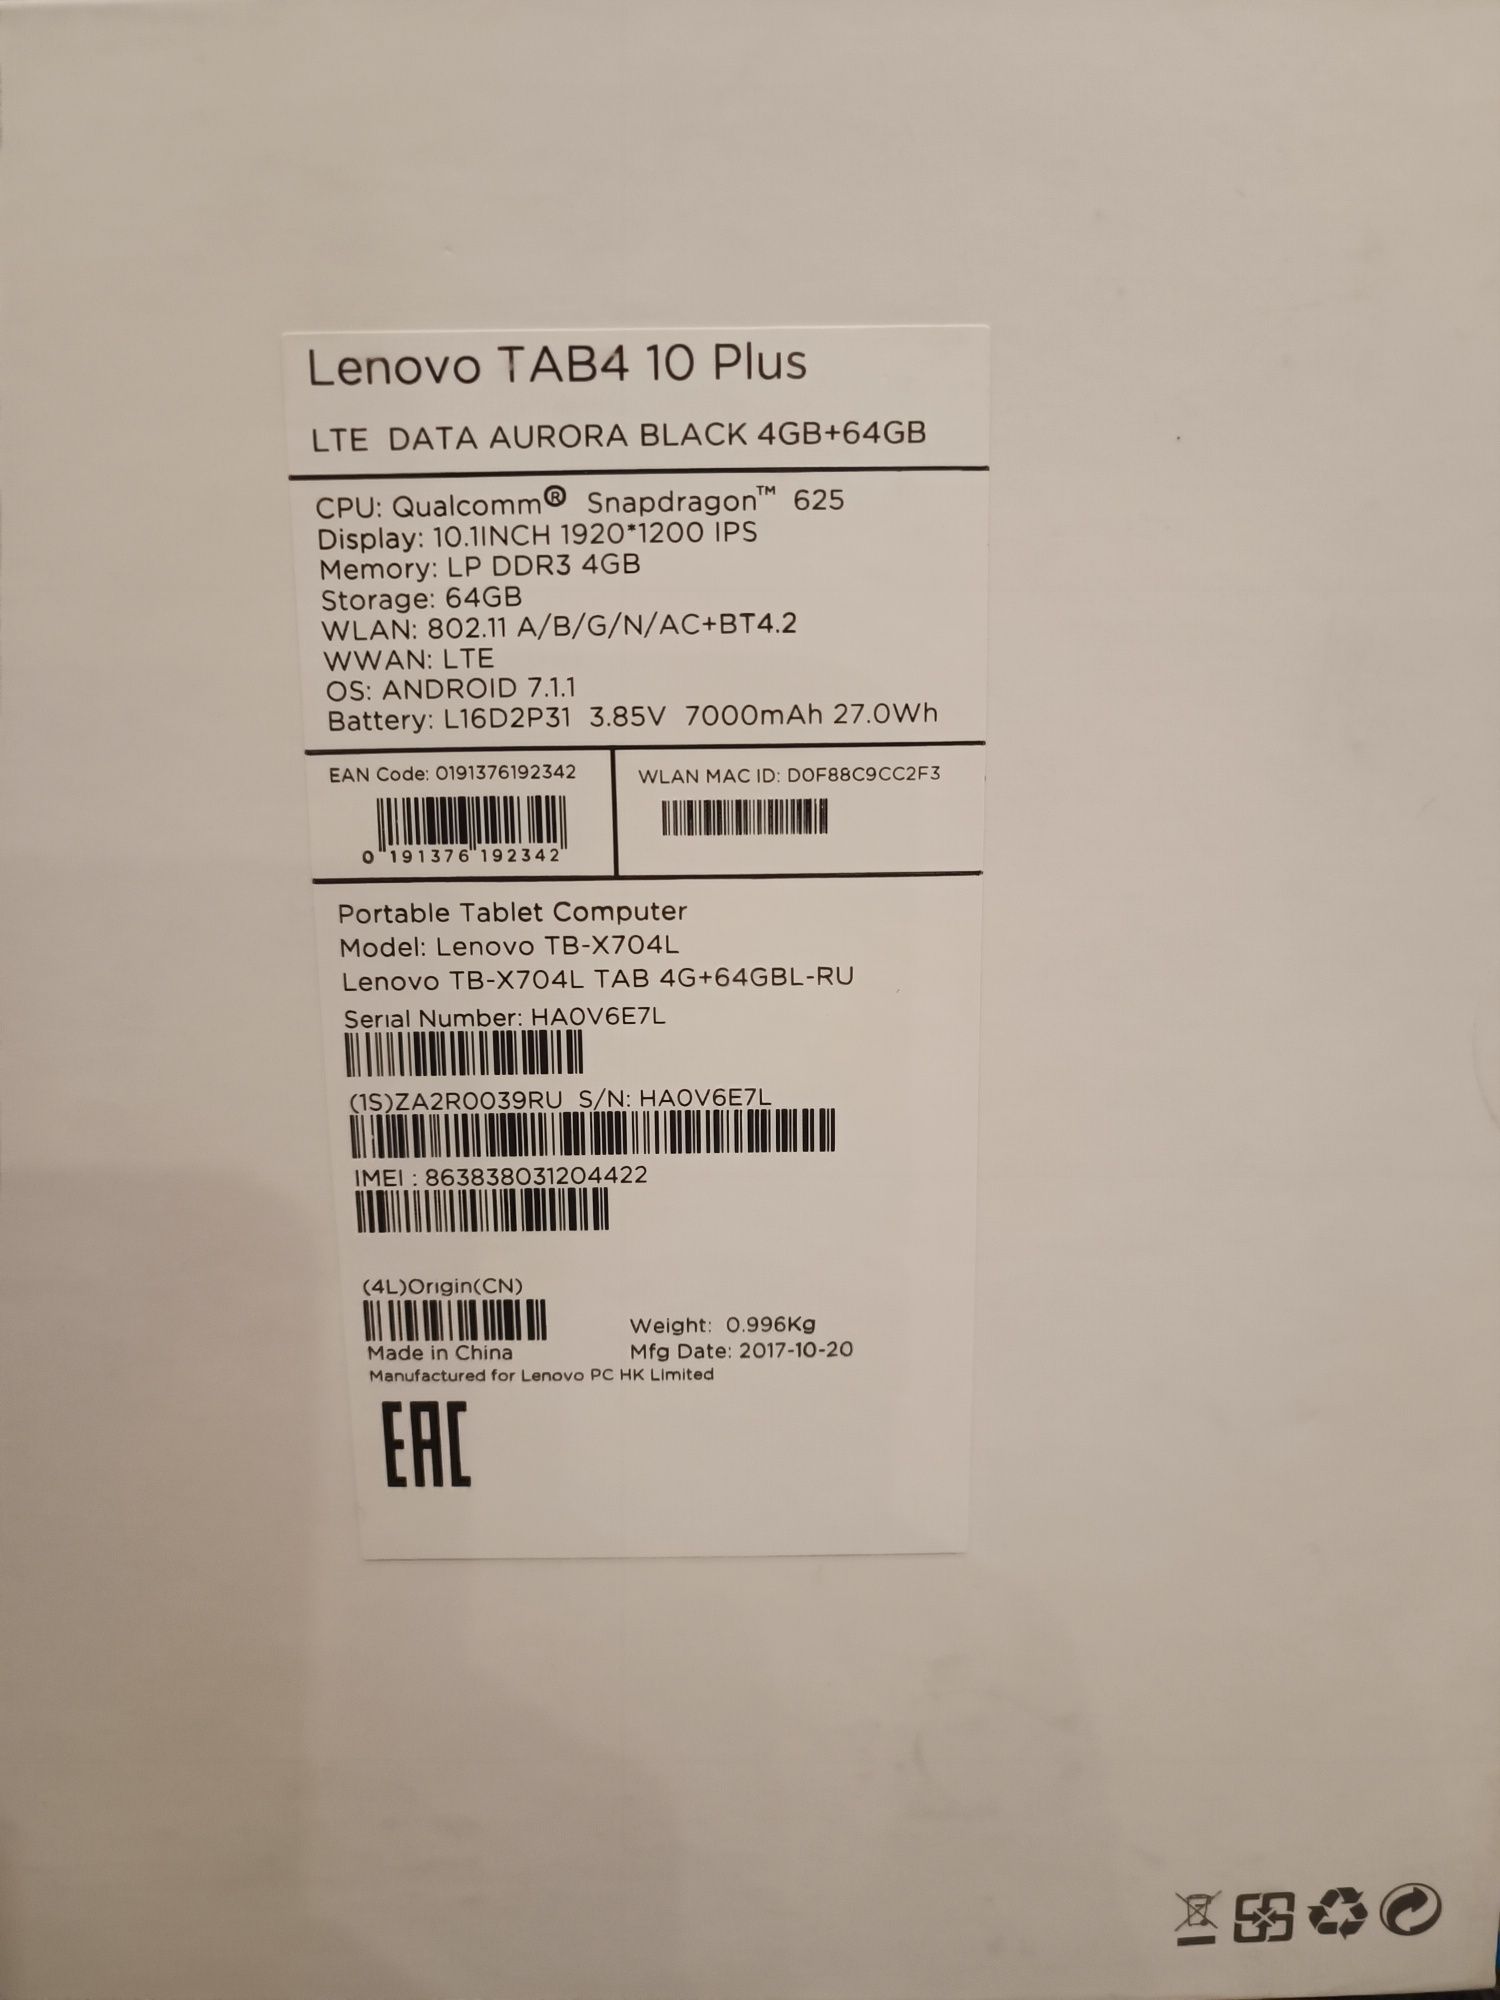 Lenovo TAB4 10 Plus
LTE DATA AURORA BLACK 4GB+64GB
CPU: Qualcomm® Snapdragon™ 625
Display: 10.1INCH 1920*1200 IPS
Memory: LP DDR3 4GB
Storage: 64GB
WLAN: 802.11 A/B/G/N/AC+BT4.2
WWAN: LTE
OS: ANDROID 7.1.1
Battery: L16D2P31 3.85V 7000mAh 27.0Wh
EAN Code: 0191376192342
0 191376 192342
WLAN MAC ID: D0F88C9CC2F3
Portable Tablet Computer
Model: Lenovo TB-X704L
Lenovo TB-X704L TAB 4G+64GBL-RU
Serial Number: HA0V6E7L
(1S)ZA2R0039RU S/N: HA0V6E7L
IMEI : 863838031204422
(4L)Origin(CN)
Made in China
Weight: 0.996Kg
Mfg Date: 2017-10-20
Manufactured for Lenovo PC HK Limited
EAC